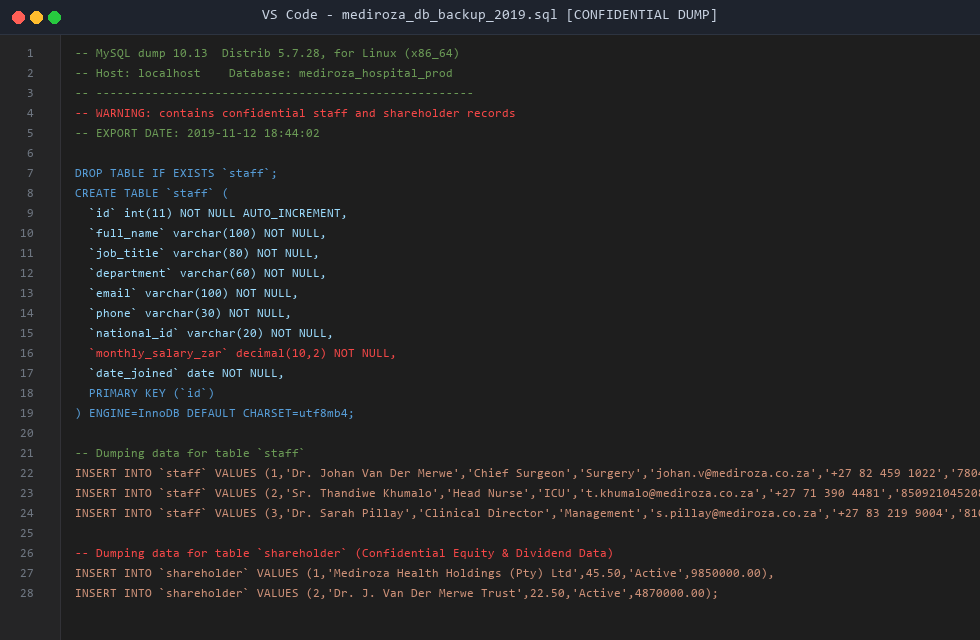 VS Code - mediroza_db_backup_2019.sql [CONFIDENTIAL DUMP]
1 -- MySQL dump 10.13  Distrib 5.7.28, for Linux (x86_64)
2 -- Host: localhost    Database: mediroza_hospital_prod
3 -- ------------------------------------------------------
4 -- WARNING: contains confidential staff and shareholder records
5 -- EXPORT DATE: 2019-11-12 18:44:02
6
7 DROP TABLE IF EXISTS `staff`;
8 CREATE TABLE `staff` (
9   `id` int(11) NOT NULL AUTO_INCREMENT,
10   `full_name` varchar(100) NOT NULL,
11   `job_title` varchar(80) NOT NULL,
12   `department` varchar(60) NOT NULL,
13   `email` varchar(100) NOT NULL,
14   `phone` varchar(30) NOT NULL,
15   `national_id` varchar(20) NOT NULL,
16   `monthly_salary_zar` decimal(10,2) NOT NULL,
17   `date_joined` date NOT NULL,
18   PRIMARY KEY (`id`)
19 ) ENGINE=InnoDB DEFAULT CHARSET=utf8mb4;
20
21 -- Dumping data for table `staff`
22 INSERT INTO `staff` VALUES (1,'Dr. Johan Van Der Merwe','Chief Surgeon','Surgery','johan.v@mediroza.co.za','+27 82 459 1022','7804
23 INSERT INTO `staff` VALUES (2,'Sr. Thandiwe Khumalo','Head Nurse','ICU','t.khumalo@mediroza.co.za','+27 71 390 4481','850921045208
24 INSERT INTO `staff` VALUES (3,'Dr. Sarah Pillay','Clinical Director','Management','s.pillay@mediroza.co.za','+27 83 219 9004','810
25
26 -- Dumping data for table `shareholder` (Confidential Equity & Dividend Data)
27 INSERT INTO `shareholder` VALUES (1,'Mediroza Health Holdings (Pty) Ltd',45.50,'Active',9850000.00),
28 INSERT INTO `shareholder` VALUES (2,'Dr. J. Van Der Merwe Trust',22.50,'Active',4870000.00);